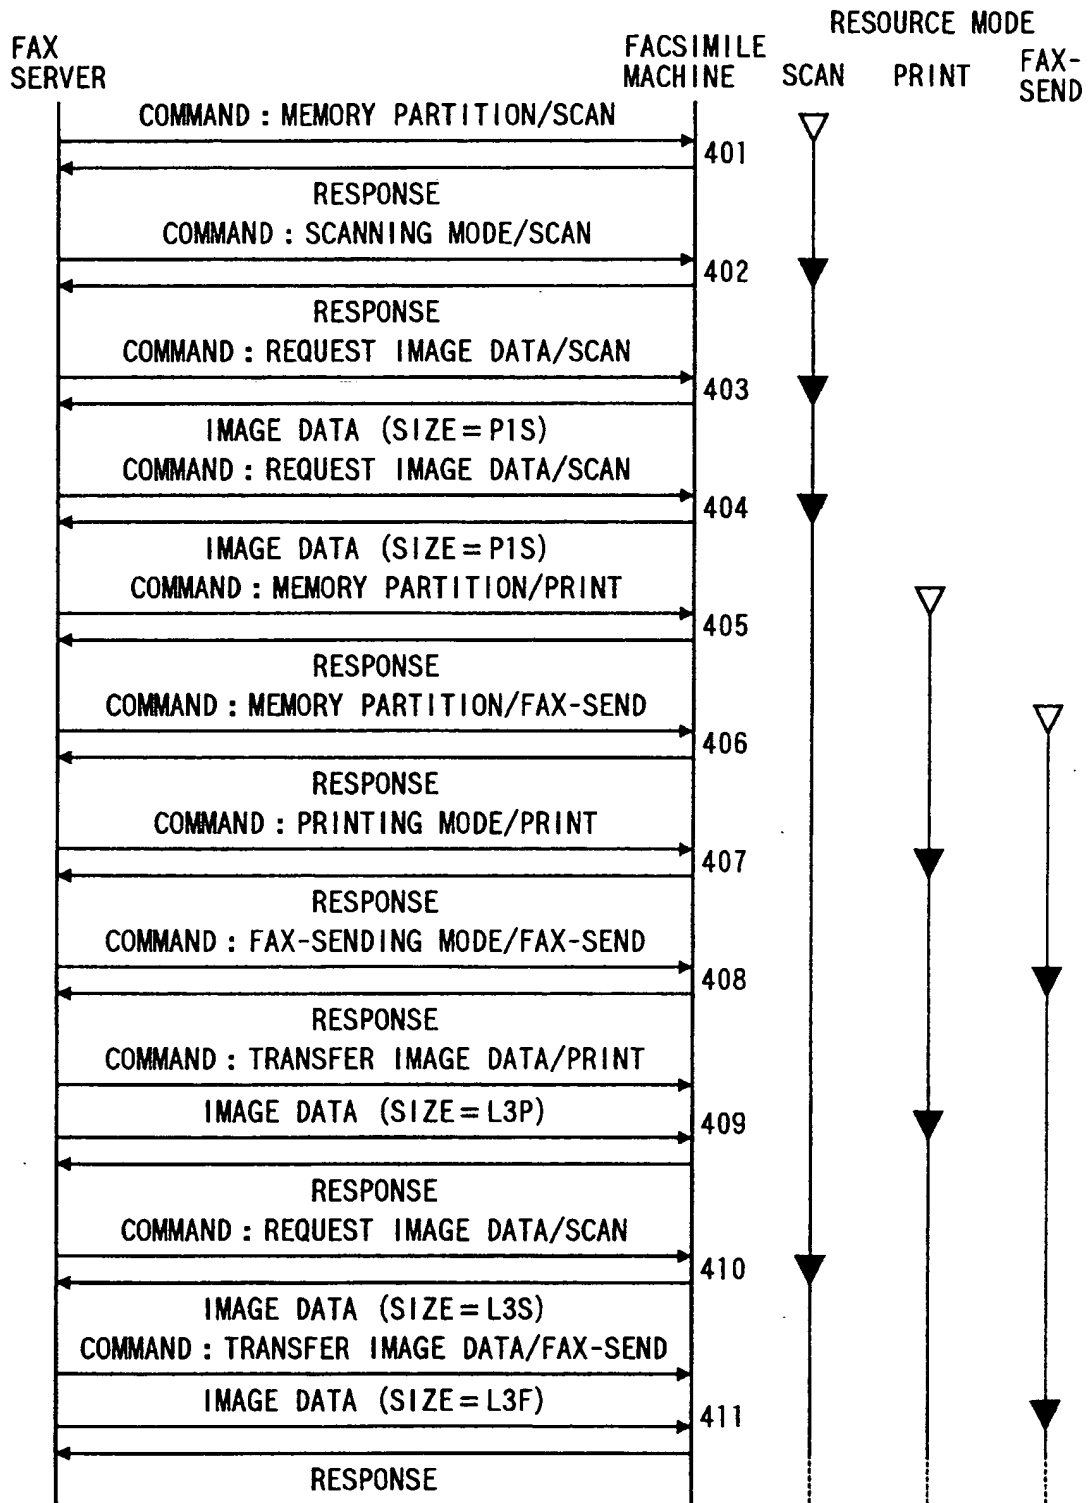 RESOURCE MODE
FAX SERVER
FACSIMILE MACHINE
SCAN
PRINT
FAX-SEND
COMMAND : MEMORY PARTITION/SCAN
401
RESPONSE
COMMAND : SCANNING MODE/SCAN
402
RESPONSE
COMMAND : REQUEST IMAGE DATA/SCAN
403
IMAGE DATA (SIZE=P1S)
COMMAND : REQUEST IMAGE DATA/SCAN
404
IMAGE DATA (SIZE=P1S)
COMMAND : MEMORY PARTITION/PRINT
405
RESPONSE
COMMAND : MEMORY PARTITION/FAX-SEND
406
RESPONSE
COMMAND : PRINTING MODE/PRINT
407
RESPONSE
COMMAND : FAX-SENDING MODE/FAX-SEND
408
RESPONSE
COMMAND : TRANSFER IMAGE DATA/PRINT
IMAGE DATA (SIZE=L3P)
409
RESPONSE
COMMAND : REQUEST IMAGE DATA/SCAN
410
IMAGE DATA (SIZE=L3S)
COMMAND : TRANSFER IMAGE DATA/FAX-SEND
IMAGE DATA (SIZE=L3F)
411
RESPONSE